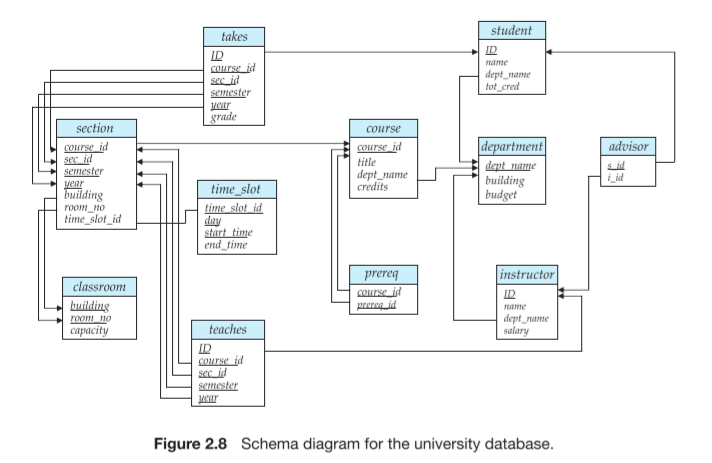 student
ID
name
dept_name
tot_cred
takes
ID
course_id
sec_id
semester
year
grade
section
course_id
sec_id
semester
year
building
room_no
time_slot_id
course
course_id
title
dept_name
credits
department
dept_name
building
budget
advisor
s_id
i_id
time_slot
time_slot_id
day
start_time
end_time
prereq
course_id
prereq_id
instructor
ID
name
dept_name
salary
classroom
building
room_no
capacity
teaches
ID
course_id
sec_id
semester
year
Figure 2.8 Schema diagram for the university database.